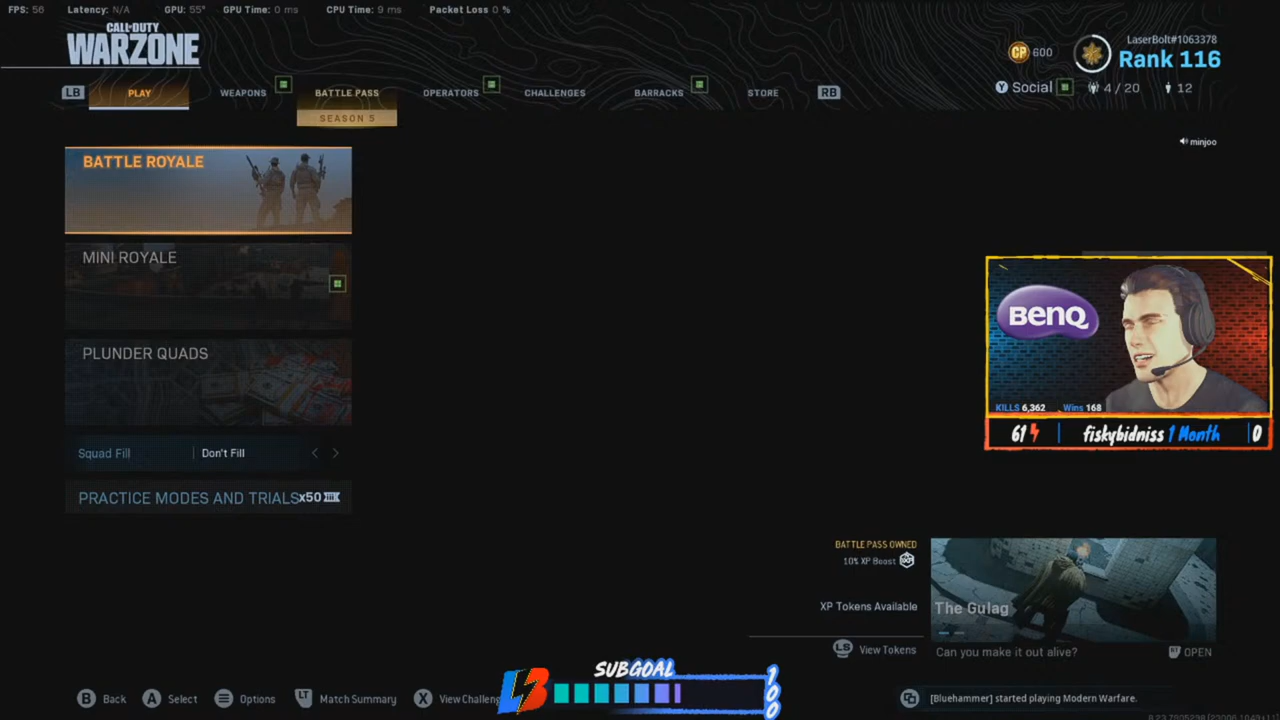 FPS: 56 Latency: N/A GPU: 55° GPU Time: 0 ms CPU Time: 9 ms Packet Loss 0 %
CALL OF DUTY
WARZONE
CP 600
LaserBolt#1063378
Rank 116
Y Social 4 / 20 12
LB PLAY WEAPONS BATTLE PASS OPERATORS CHALLENGES BARRACKS STORE RB
SEASON 5
minjoo
BATTLE ROYALE
MINI ROYALE
PLUNDER QUADS
Squad Fill Don't Fill
PRACTICE MODES AND TRIALS x50
BenQ
KILLS 6,362 Wins 168
61 fiskybidniss 1 Month 0
BATTLE PASS OWNED
10% XP Boost
XP Tokens Available
LS View Tokens
The Gulag
Can you make it out alive?
OPEN
SUBGOAL
LB
100
B Back A Select Options LT Match Summary X View Challeng
[Bluehammer] started playing Modern Warfare.